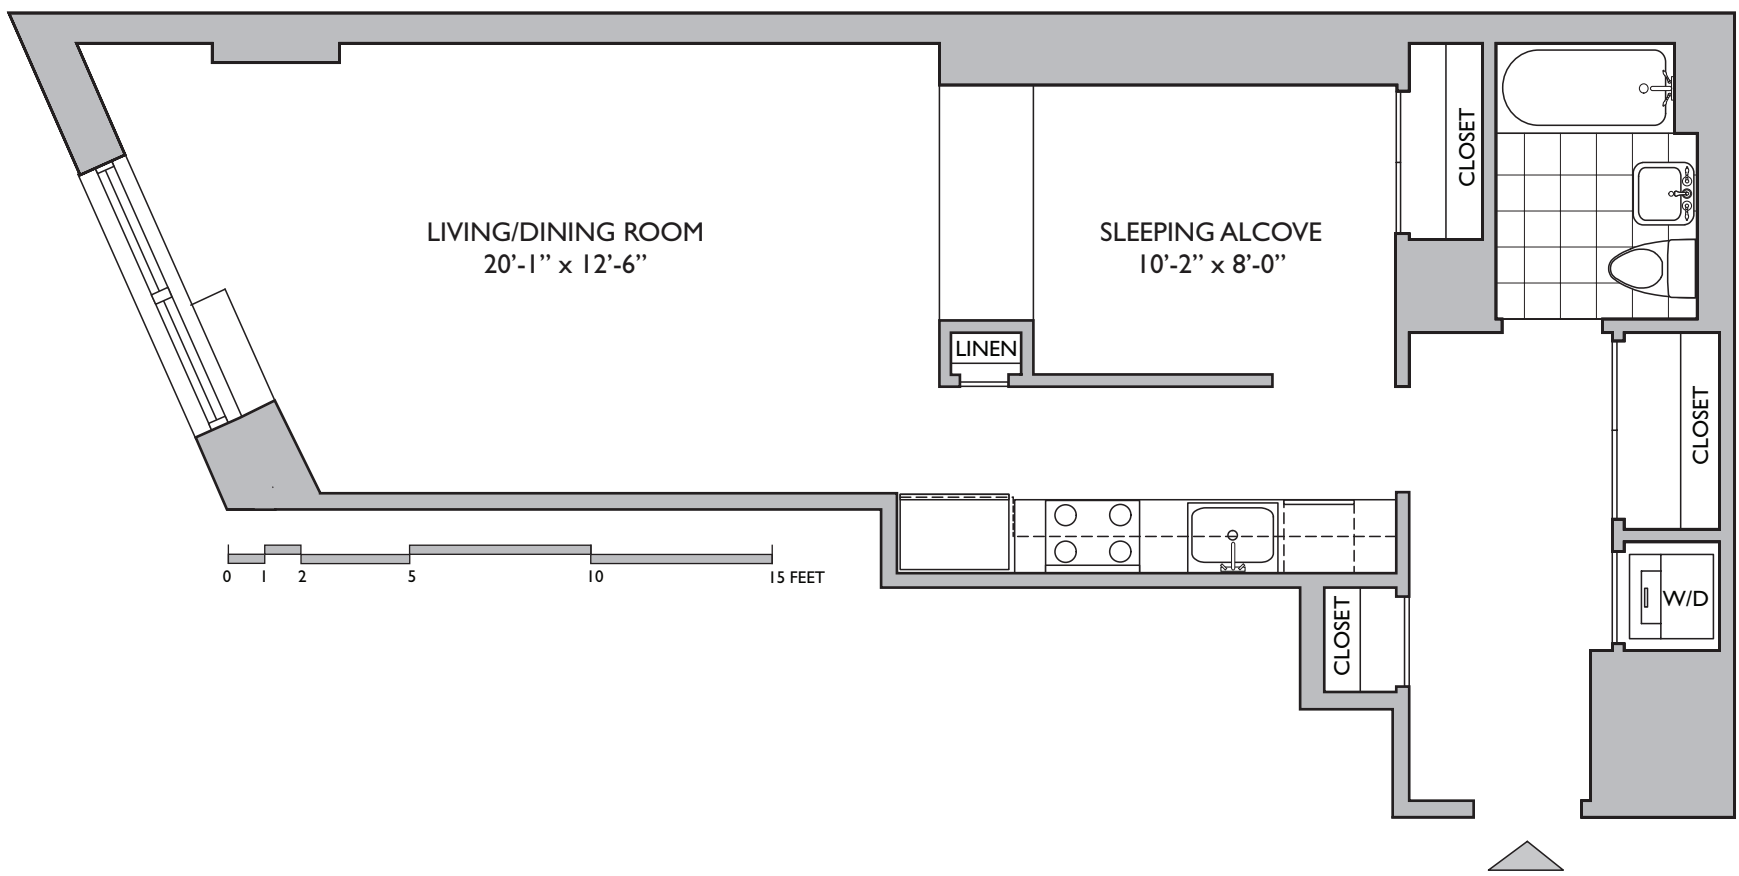 LIVING/DINING ROOM
20'-1” x 12'-6”
SLEEPING ALCOVE
10'-2” x 8'-0”
CLOSET
LINEN
CLOSET
W/D
CLOSET
0 1 2 5 10 15 FEET